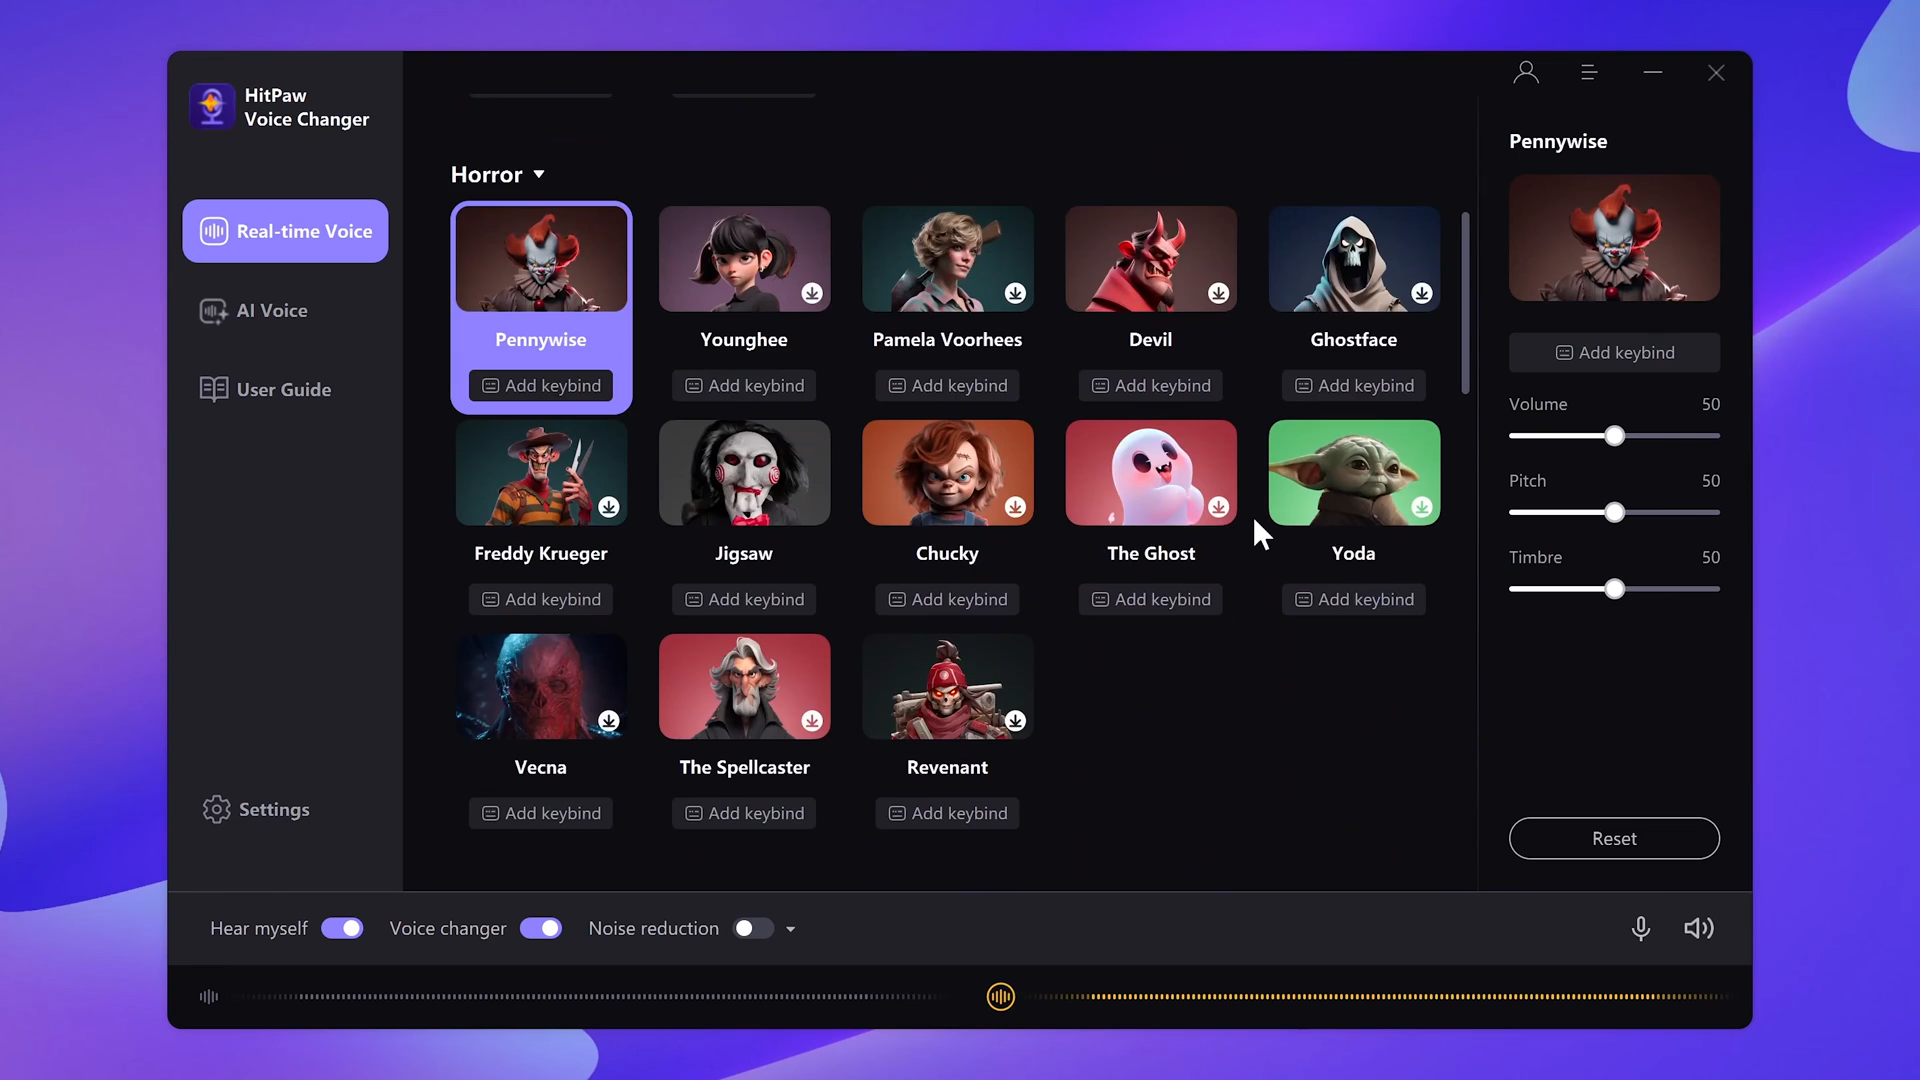 HitPaw
Voice Changer
Real-time Voice
AI Voice
User Guide
Settings
Horror
Pennywise
Younghee
Pamela Voorhees
Devil
Ghostface
Add keybind
Add keybind
Add keybind
Add keybind
Add keybind
Freddy Krueger
Jigsaw
Chucky
The Ghost
Yoda
Add keybind
Add keybind
Add keybind
Add keybind
Add keybind
Vecna
The Spellcaster
Revenant
Add keybind
Add keybind
Add keybind
Pennywise
Add keybind
Volume 50
Pitch 50
Timbre 50
Reset
Hear myself
Voice changer
Noise reduction